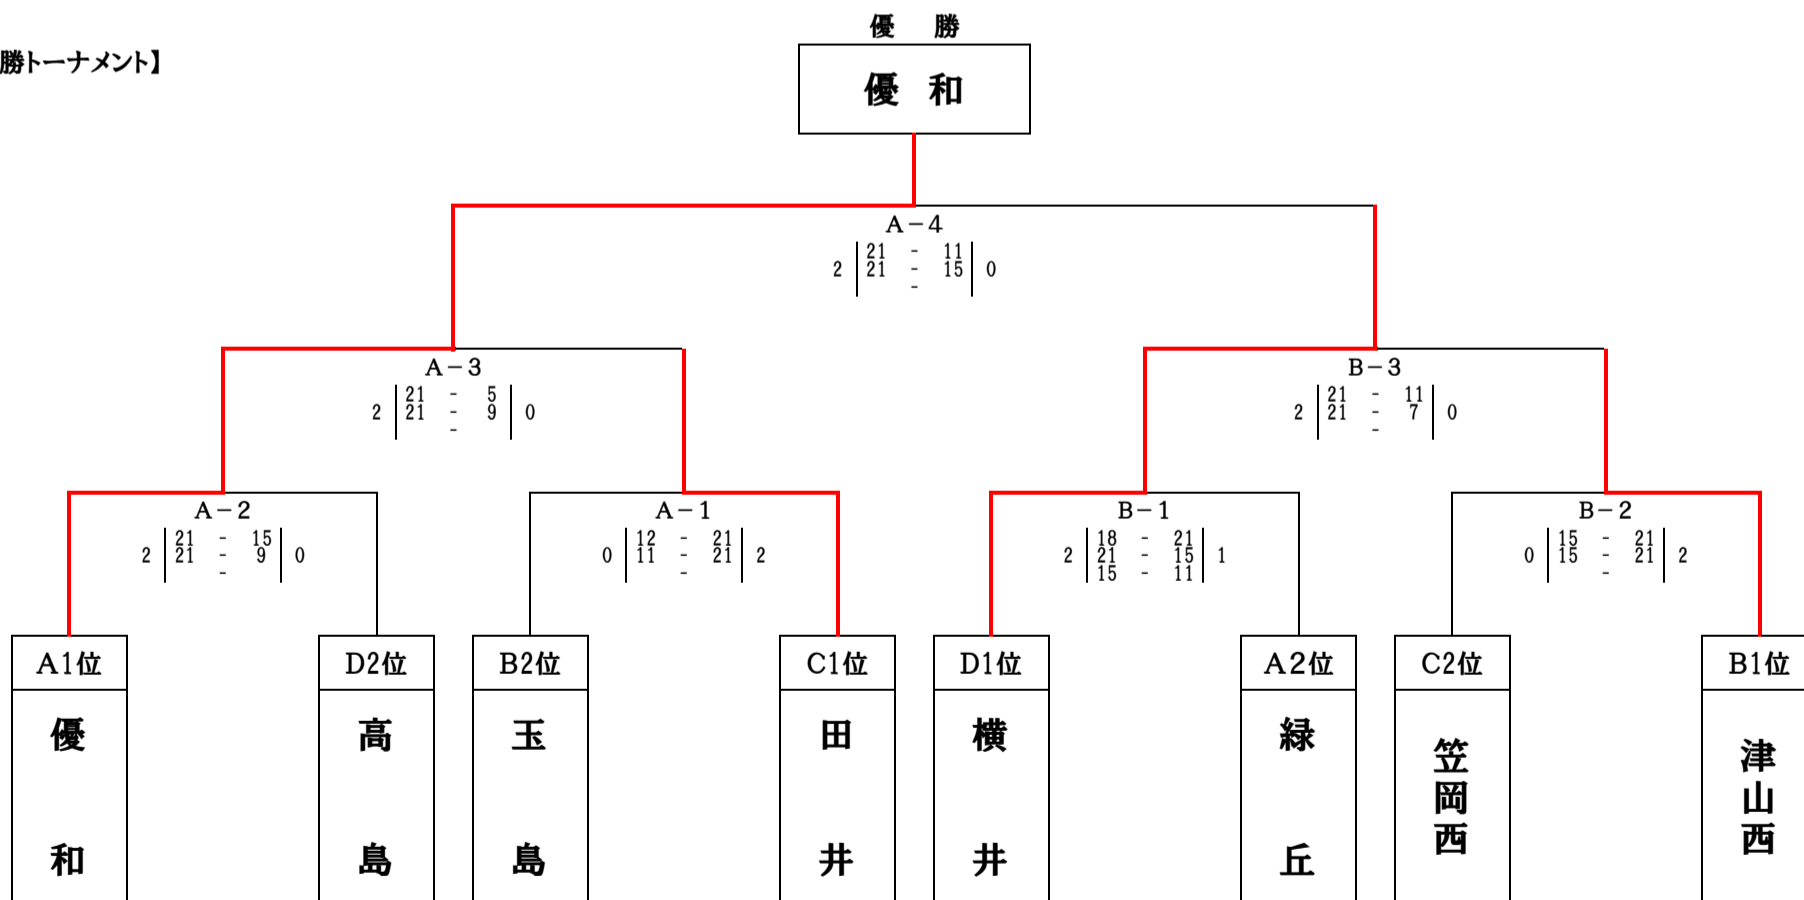 優 勝
勝トーナメント】
優 和
A-4
21 - 11
2 21 - 15 0
-
A-3
21 - 5
2 21 - 9 0
-
B-3
21 - 11
2 21 - 7 0
-
A-2
21 - 15
2 21 - 9 0
-
A-1
12 - 21
0 11 - 21 2
-
B-1
18 - 21
2 21 - 15 1
15 - 11
B-2
15 - 21
0 15 - 21 2
-
A1位 D2位 B2位 C1位 D1位 A2位 C2位 B1位
優和
高島
玉島
田井
横井
緑丘
笠岡西
津山西